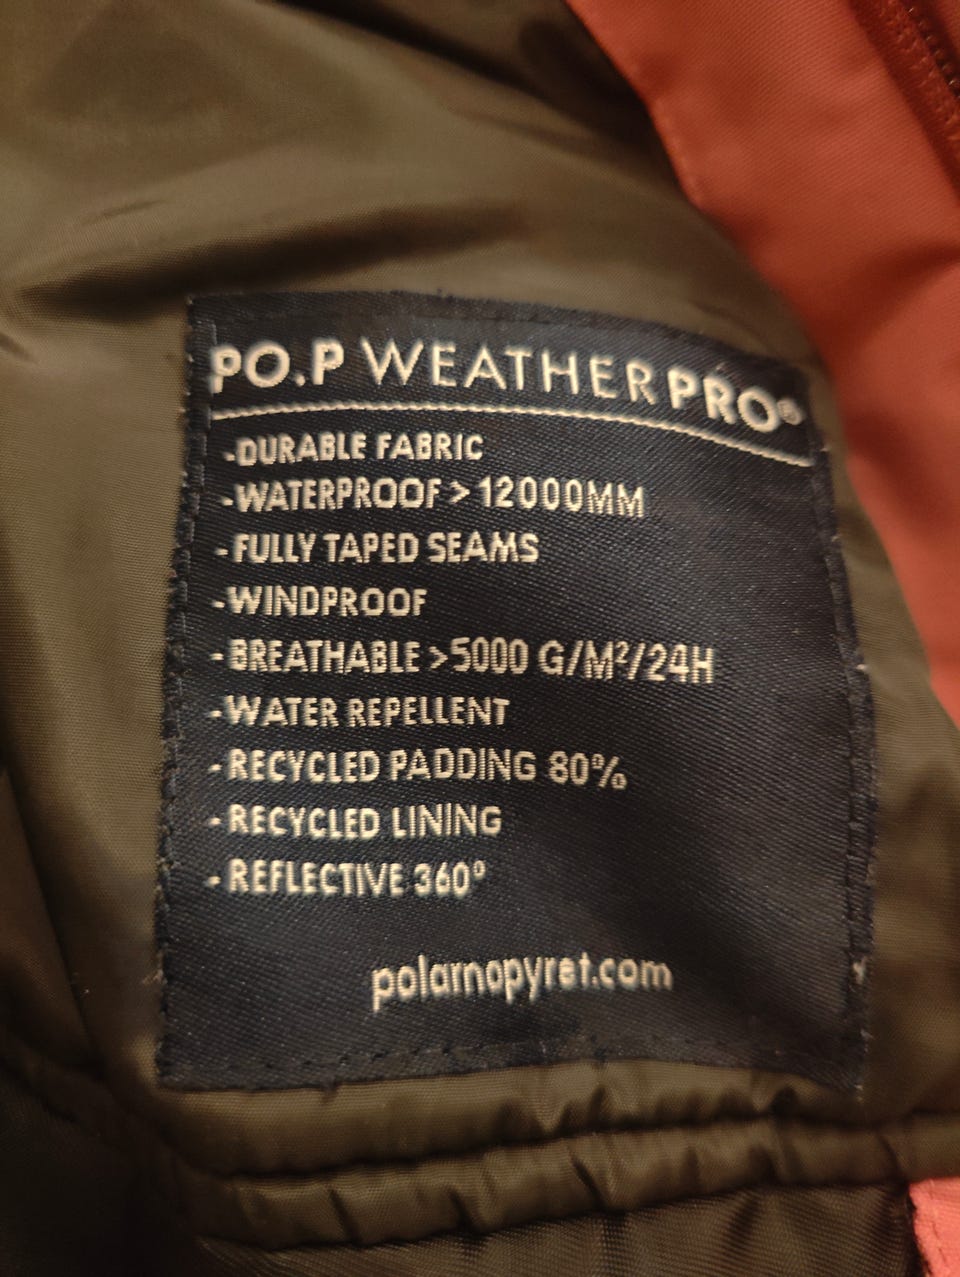 PO.P WEATHERPRO®
-DURABLE FABRIC
-WATERPROOF > 12000MM
-FULLY TAPED SEAMS
-WINDPROOF
-BREATHABLE >5000 G/M²/24H
-WATER REPELLENT
-RECYCLED PADDING 80%
-RECYCLED LINING
-REFLECTIVE 360°
polarnopyret.com